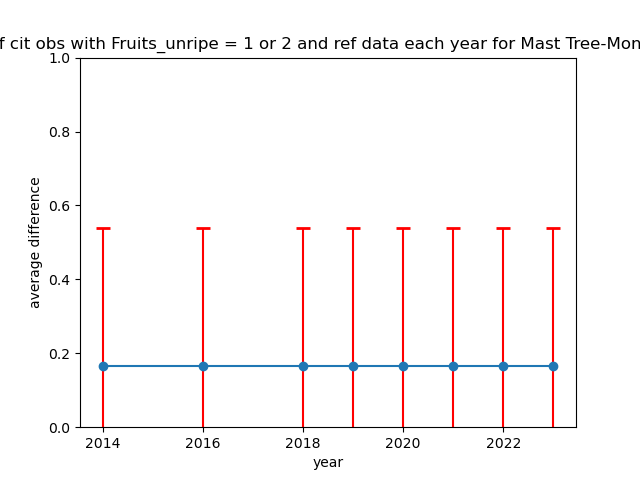 f cit obs with Fruits_unripe = 1 or 2 and ref data each year for Mast Tree-Mon
1.0
0.8
0.6
0.4
0.2
0.0
average difference
2014 2016 2018 2020 2022
year